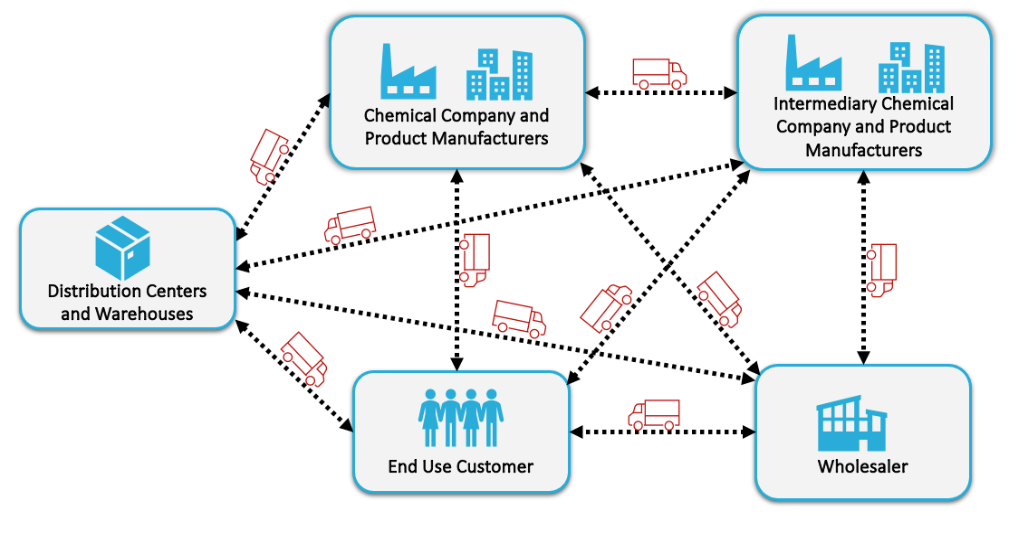 Chemical Company and
Product Manufacturers
Intermediary Chemical
Company and Product
Manufacturers
Distribution Centers
and Warehouses
End Use Customer
Wholesaler